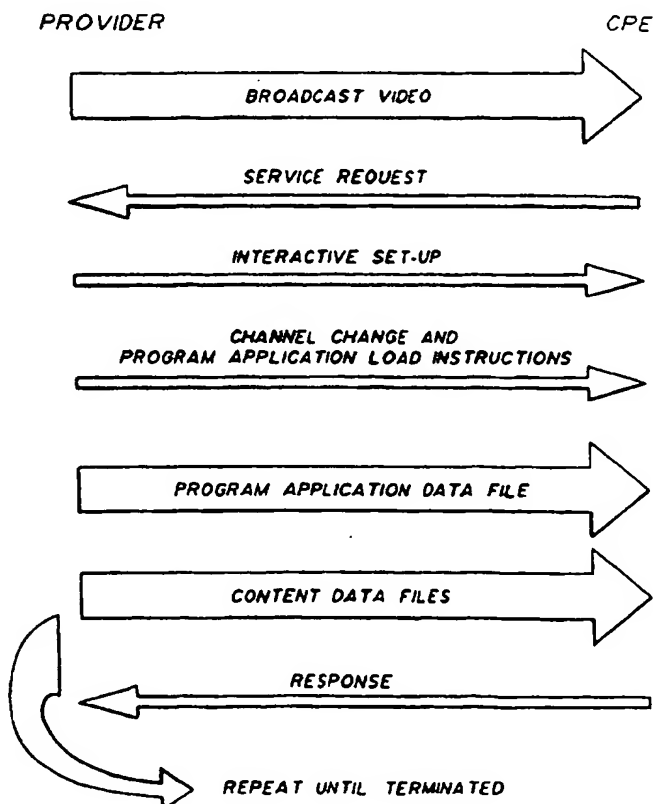 PROVIDER CPE
BROADCAST VIDEO
SERVICE REQUEST
INTERACTIVE SET-UP
CHANNEL CHANGE AND
PROGRAM APPLICATION LOAD INSTRUCTIONS
PROGRAM APPLICATION DATA FILE
CONTENT DATA FILES
RESPONSE
REPEAT UNTIL TERMINATED